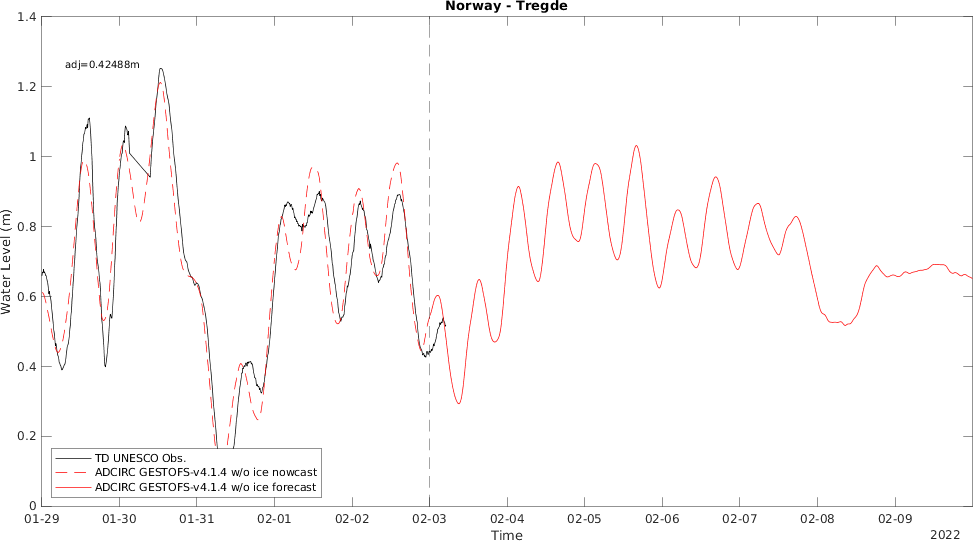 Norway - Tregde
1.4
1.2
1
0.8
0.6
0.4
0.2
0
Water Level (m)
adj=0.42488m
TD UNESCO Obs.
ADCIRC GESTOFS-v4.1.4 w/o ice nowcast
ADCIRC GESTOFS-v4.1.4 w/o ice forecast
01-29 01-30 01-31 02-01 02-02 02-03 02-04 02-05 02-06 02-07 02-08 02-09
Time
2022